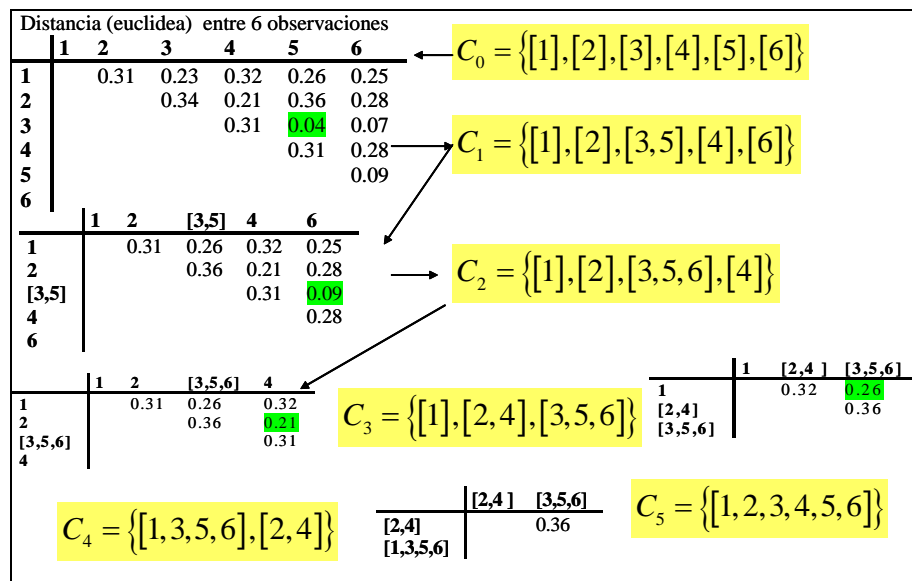 Distancia (euclidea) entre 6 observaciones
1 2 3 4 5 6
1 0.31 0.23 0.32 0.26 0.25
2 0.34 0.21 0.36 0.28
3 0.31 0.04 0.07
4 0.31 0.28
5 0.09
6
C₀ = {[1],[2],[3],[4],[5],[6]}
C₁ = {[1],[2],[3,5],[4],[6]}
1 2 [3,5] 4 6
1 0.31 0.26 0.32 0.25
2 0.36 0.21 0.28
[3,5] 0.31 0.09
4 0.28
6
C₂ = {[1],[2],[3,5,6],[4]}
1 2 [3,5,6] 4
1 0.31 0.26 0.32
2 0.36 0.21
[3,5,6] 0.31
4
C₃ = {[1],[2,4],[3,5,6]}
1 [2,4 ] [3,5,6]
1 0.32 0.26
[2,4] 0.36
[3,5,6]
C₄ = {[1,3,5,6],[2,4]}
[2,4 ] [3,5,6]
[2,4] 0.36
[1,3,5,6]
C₅ = {[1,2,3,4,5,6]}